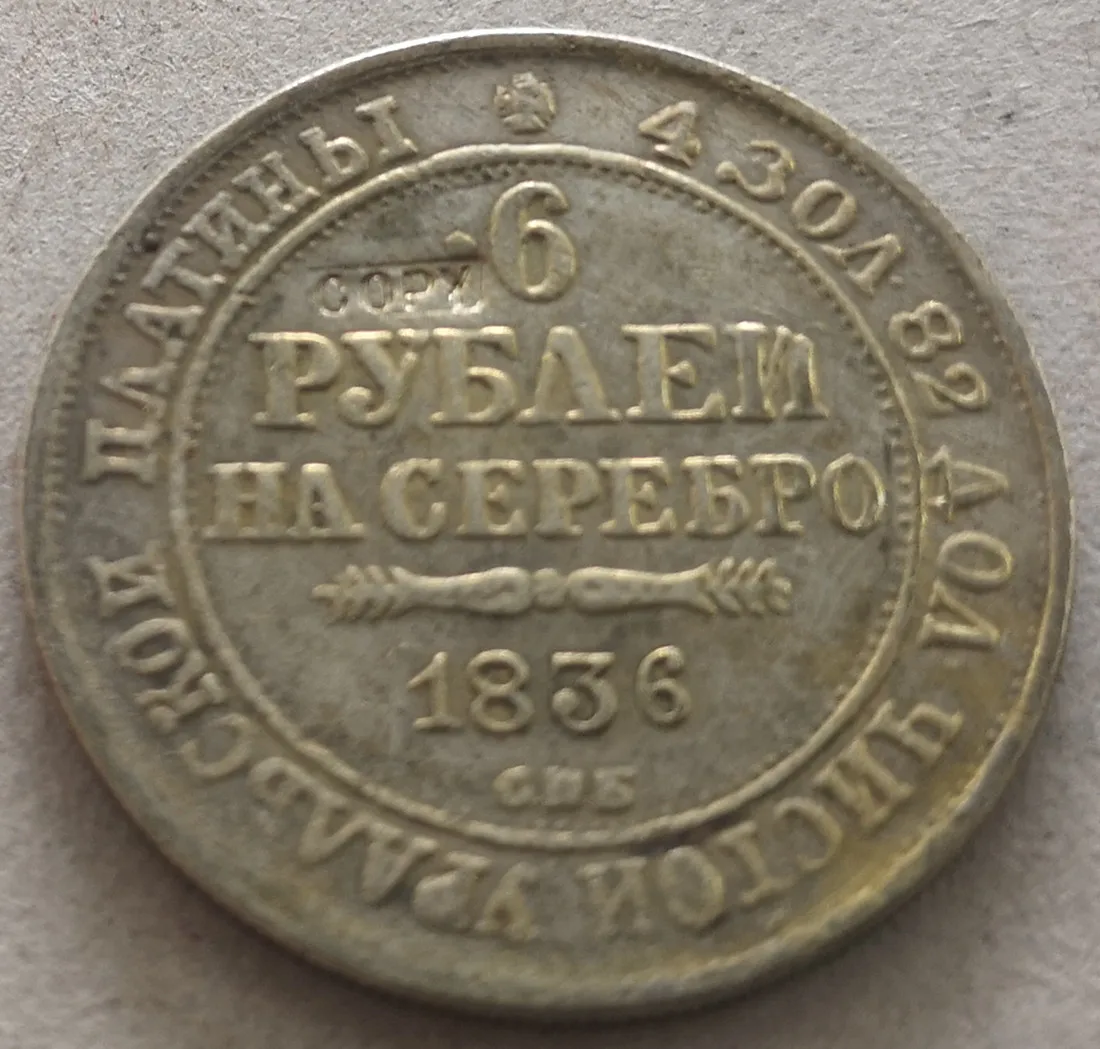 4 ЗОЛ. 82 ДОЛ. ЧИСТОЙ УРАЛЬСКОЙ ПЛАТИНЫ
6
COPY
РУБЛЕЙ
НА СЕРЕБРО
1836
СПБ